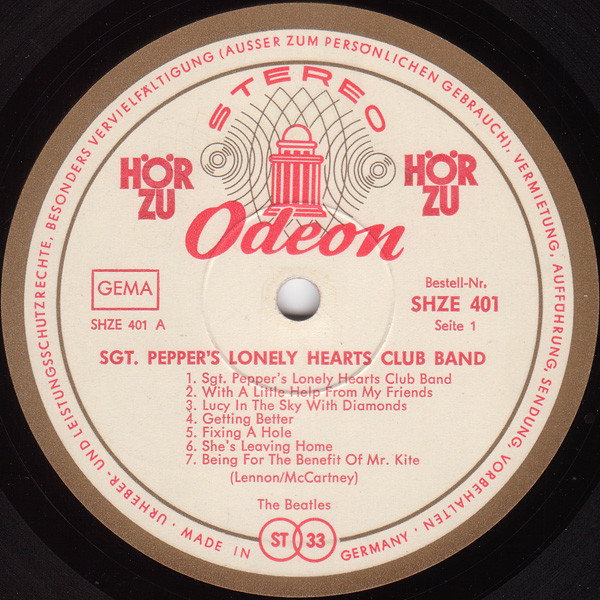 URHEBER- UND LEISTUNGSSCHUTZRECHTE, BESONDERS VERVIELFÄLTIGUNG (AUSSER ZUM PERSÖNLICHEN GEBRAUCH), VERMIETUNG, AUFFÜHRUNG, SENDUNG VORBEHALTEN ·
STEREO
HÖR
ZU
HÖR
ZU
Odeon
GEMA
SHZE 401 A
Bestell-Nr.
SHZE 401
Seite 1
SGT. PEPPER'S LONELY HEARTS CLUB BAND
1. Sgt. Pepper's Lonely Hearts Club Band
2. With A Little Help From My Friends
3. Lucy In The Sky With Diamonds
4. Getting Better
5. Fixing A Hole
6. She's Leaving Home
7. Being For The Benefit Of Mr. Kite
(Lennon/McCartney)
The Beatles
ST 33
MADE IN GERMANY ·